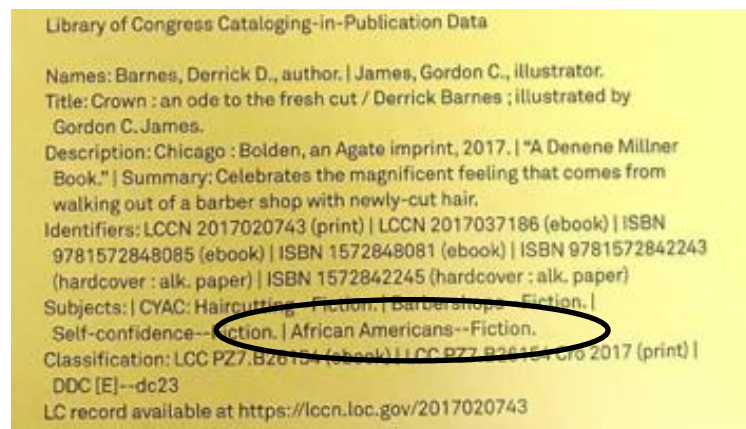 Library of Congress Cataloging-in-Publication Data
Names: Barnes, Derrick D., author. | James, Gordon C., illustrator.
Title: Crown : an ode to the fresh cut / Derrick Barnes ; illustrated by
Gordon C. James.
Description: Chicago : Bolden, an Agate imprint, 2017. | "A Denene Millner
Book." | Summary: Celebrates the magnificent feeling that comes from
walking out of a barber shop with newly-cut hair.
Identifiers: LCCN 2017020743 (print) | LCCN 2017037186 (ebook) | ISBN
9781572848085 (ebook) | ISBN 1572848081 (ebook) | ISBN 9781572842243
(hardcover : alk. paper) | ISBN 1572842245 (hardcover : alk. paper)
Subjects: | CYAC: Haircutting--Fiction. | Barbershops--Fiction. |
Self-confidence--Fiction. | African Americans--Fiction.
Classification: LCC PZ7.B26154 (ebook) | LCC PZ7.B26154 Cro 2017 (print) |
DDC [E]--dc23
LC record available at https://lccn.loc.gov/2017020743